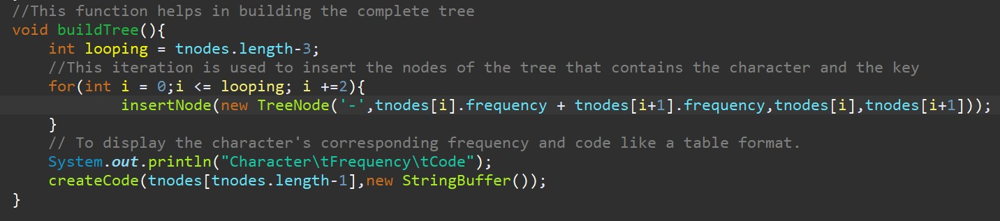 //This function helps in building the complete tree
void buildTree(){
    int looping = tnodes.length-3;
    //This iteration is used to insert the nodes of the tree that contains the character and the key
    for(int i = 0;i <= looping; i +=2){
            insertNode(new TreeNode('-',tnodes[i].frequency + tnodes[i+1].frequency,tnodes[i],tnodes[i+1]));
    }
    // To display the character's corresponding frequency and code like a table format.
    System.out.println("Character\tFrequency\tCode");
    createCode(tnodes[tnodes.length-1],new StringBuffer());
}